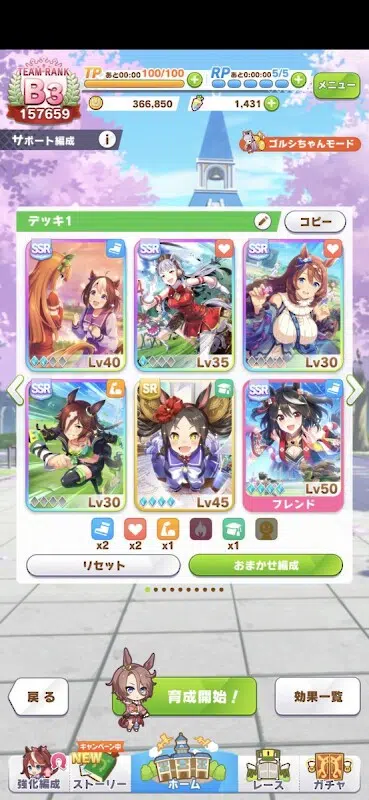 TEAM RANK
B3
157659
TP あと00:00 100/100
RP あと0:00:00 5/5
メニュー
366,850
1,431
サポート編成 i
ゴルシちゃんモード
デッキ1
コピー
SSR
SSR
SSR
Lv40
Lv35
Lv30
SSR
SR
SSR
Lv30
Lv45
Lv50
フレンド
x2
x2
x1
x1
リセット
おまかせ編成
戻る
育成開始！
効果一覧
キャンペーン中
NEW
強化編成
ストーリー
ホーム
レース
ガチャ